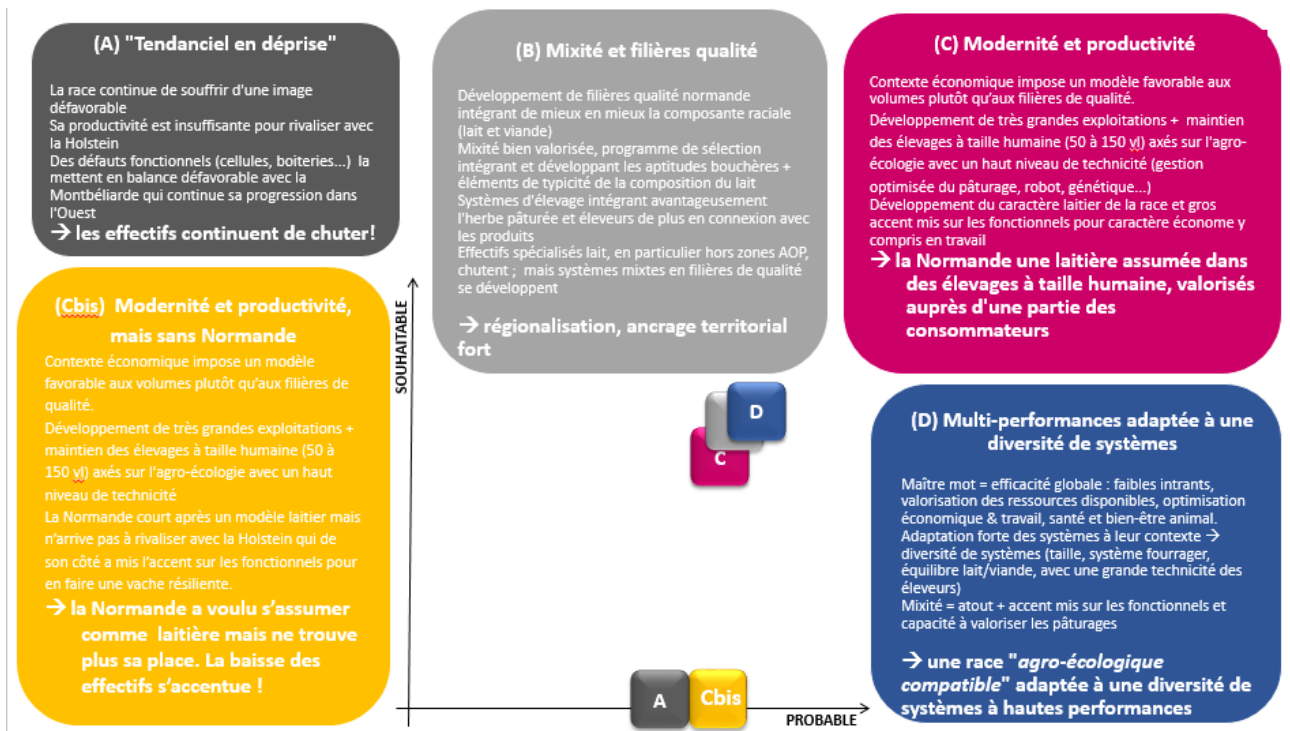 (A) "Tendanciel en déprise"
La race continue de souffrir d'une image
défavorable
Sa productivité est insuffisante pour rivaliser avec
la Holstein
Des défauts fonctionnels (cellules, boiteries...)  la
mettent en balance défavorable avec la
Montbéliarde qui continue sa progression dans
l'Ouest
→ les effectifs continuent de chuter!
(B) Mixité et filières qualité
Développement de filières qualité normande
intégrant de mieux en mieux la composante raciale
(lait et viande)
Mixité bien valorisée, programme de sélection
intégrant et développant les aptitudes bouchères +
éléments de typicité de la composition du lait
Systèmes d'élevage intégrant avantageusement
l'herbe pâturée et éleveurs de plus en connexion avec
les produits
Effectifs spécialisés lait, en particulier hors zones AOP,
chutent ;  mais systèmes mixtes en filières de qualité
se développent
→ régionalisation, ancrage territorial
fort
(C) Modernité et productivité
Contexte économique impose un modèle favorable aux
volumes plutôt qu'aux filières de qualité.
Développement de très grandes exploitations +  maintien
des élevages à taille humaine (50 à 150 vl) axés sur l'agro-
écologie avec un haut niveau de technicité (gestion
optimisée du pâturage, robot, génétique...)
Développement du caractère laitier de la race et gros
accent mis sur les fonctionnels pour caractère économe y
compris en travail
→ la Normande une laitière assumée dans
des élevages à taille humaine, valorisés
auprès d'une partie des
consommateurs
(Cbis)  Modernité et productivité,
mais sans Normande
Contexte économique impose un modèle
favorable aux volumes plutôt qu'aux filières de
qualité.
Développement de très grandes exploitations +
maintien des élevages à taille humaine (50 à
150 vl) axés sur l'agro-écologie avec un haut
niveau de technicité
La Normande court après un modèle laitier mais
n'arrive pas à rivaliser avec la Holstein qui de
son côté a mis l'accent sur les fonctionnels pour
en faire une vache résiliente.
→ la Normande a voulu s'assumer
comme  laitière mais ne trouve
plus sa place. La baisse des
effectifs s'accentue !
SOUHAITABLE
D
C
A
Cbis
PROBABLE
(D) Multi-performances adaptée à une
diversité de systèmes
Maître mot = efficacité globale : faibles intrants,
valorisation des ressources disponibles, optimisation
économique & travail, santé et bien-être animal.
Adaptation forte des systèmes à leur contexte →
diversité de systèmes (taille, système fourrager,
équilibre lait/viande, avec une grande technicité des
éleveurs)
Mixité = atout + accent mis sur les fonctionnels et
capacité à valoriser les pâturages
→ une race "agro-écologique
compatible" adaptée à une diversité de
systèmes à hautes performances